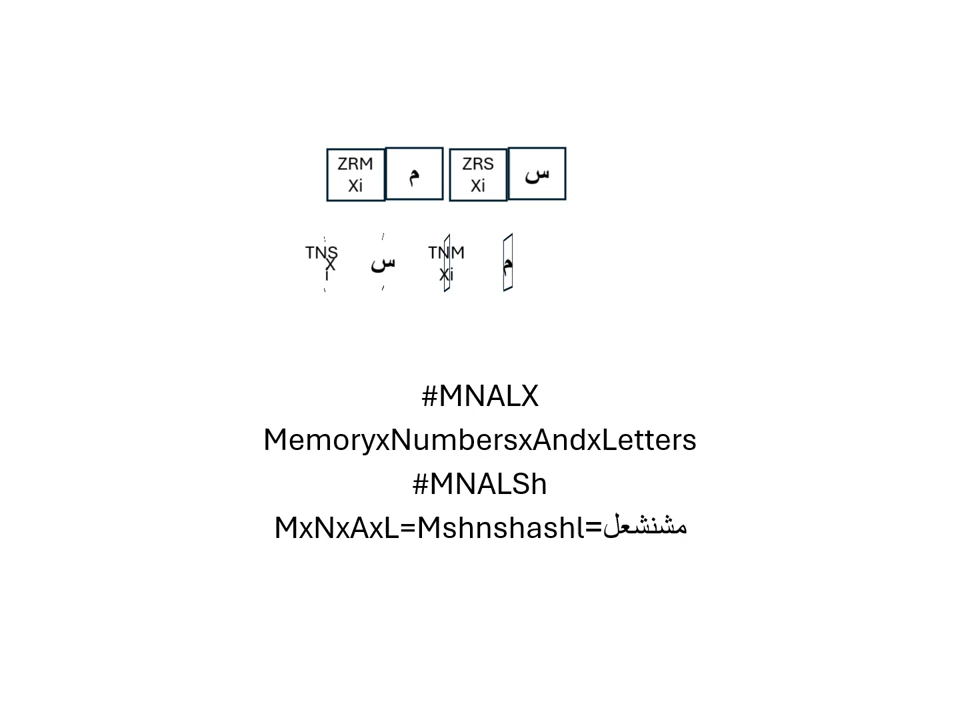 ZRM
Xi
م
ZRS
Xi
س
TNS
X
i
س
TNM
Xi
م
#MNALX
MemoryxNumbersxAndxLetters
#MNALSh
MxNxAxL=Mshnshashl=مشنشعل